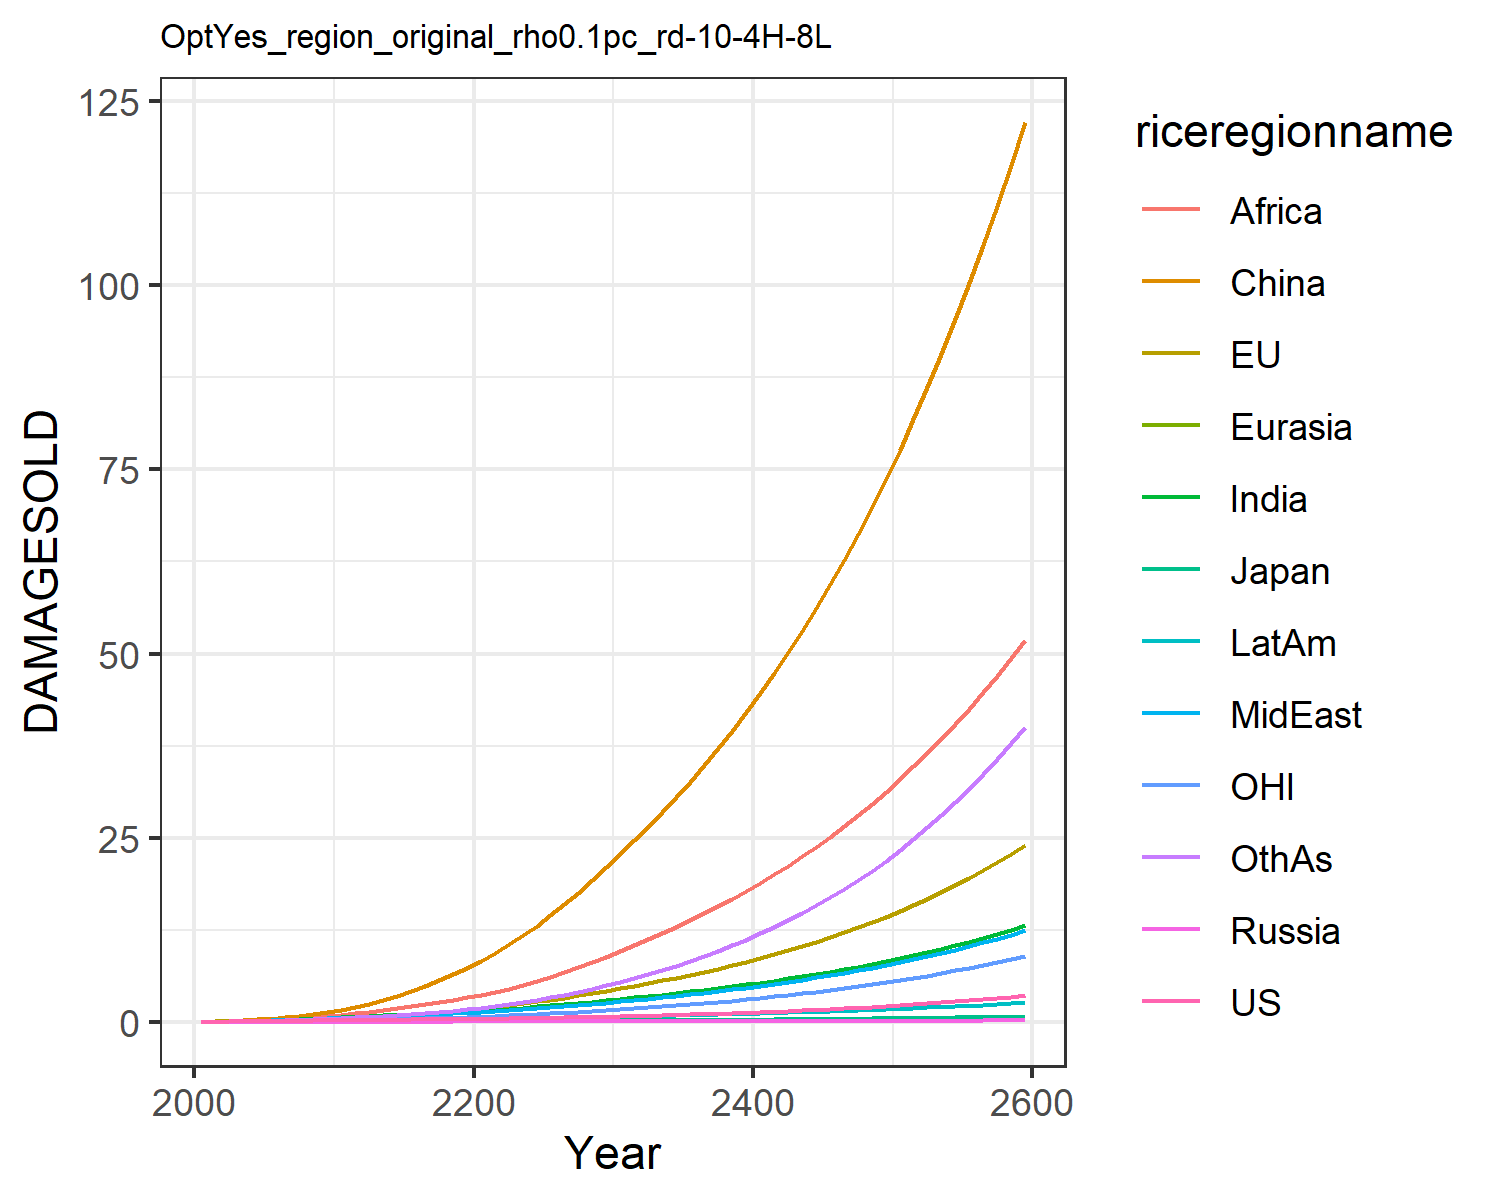 OptYes_region_original_rho0.1pc_rd-10-4H-8L
125
100
75
50
25
0
DAMAGESOLD
2000 2200 2400 2600
Year
riceregionname
Africa
China
EU
Eurasia
India
Japan
LatAm
MidEast
OHI
OthAs
Russia
US